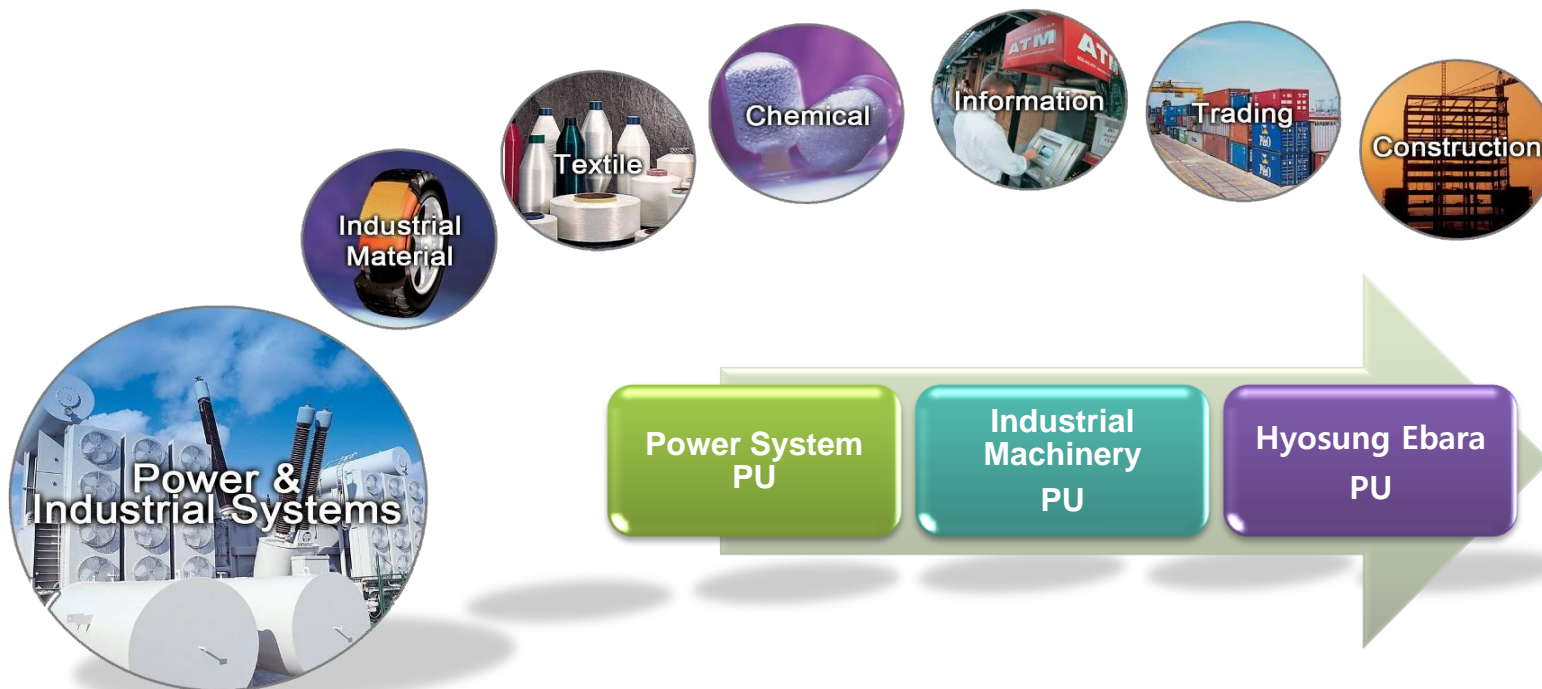 Power &
Industrial Systems
Industrial
Material
Textile
Chemical
ATM
ATM
Information
Trading
Construction
Power System
PU
Industrial
Machinery
PU
Hyosung Ebara
PU